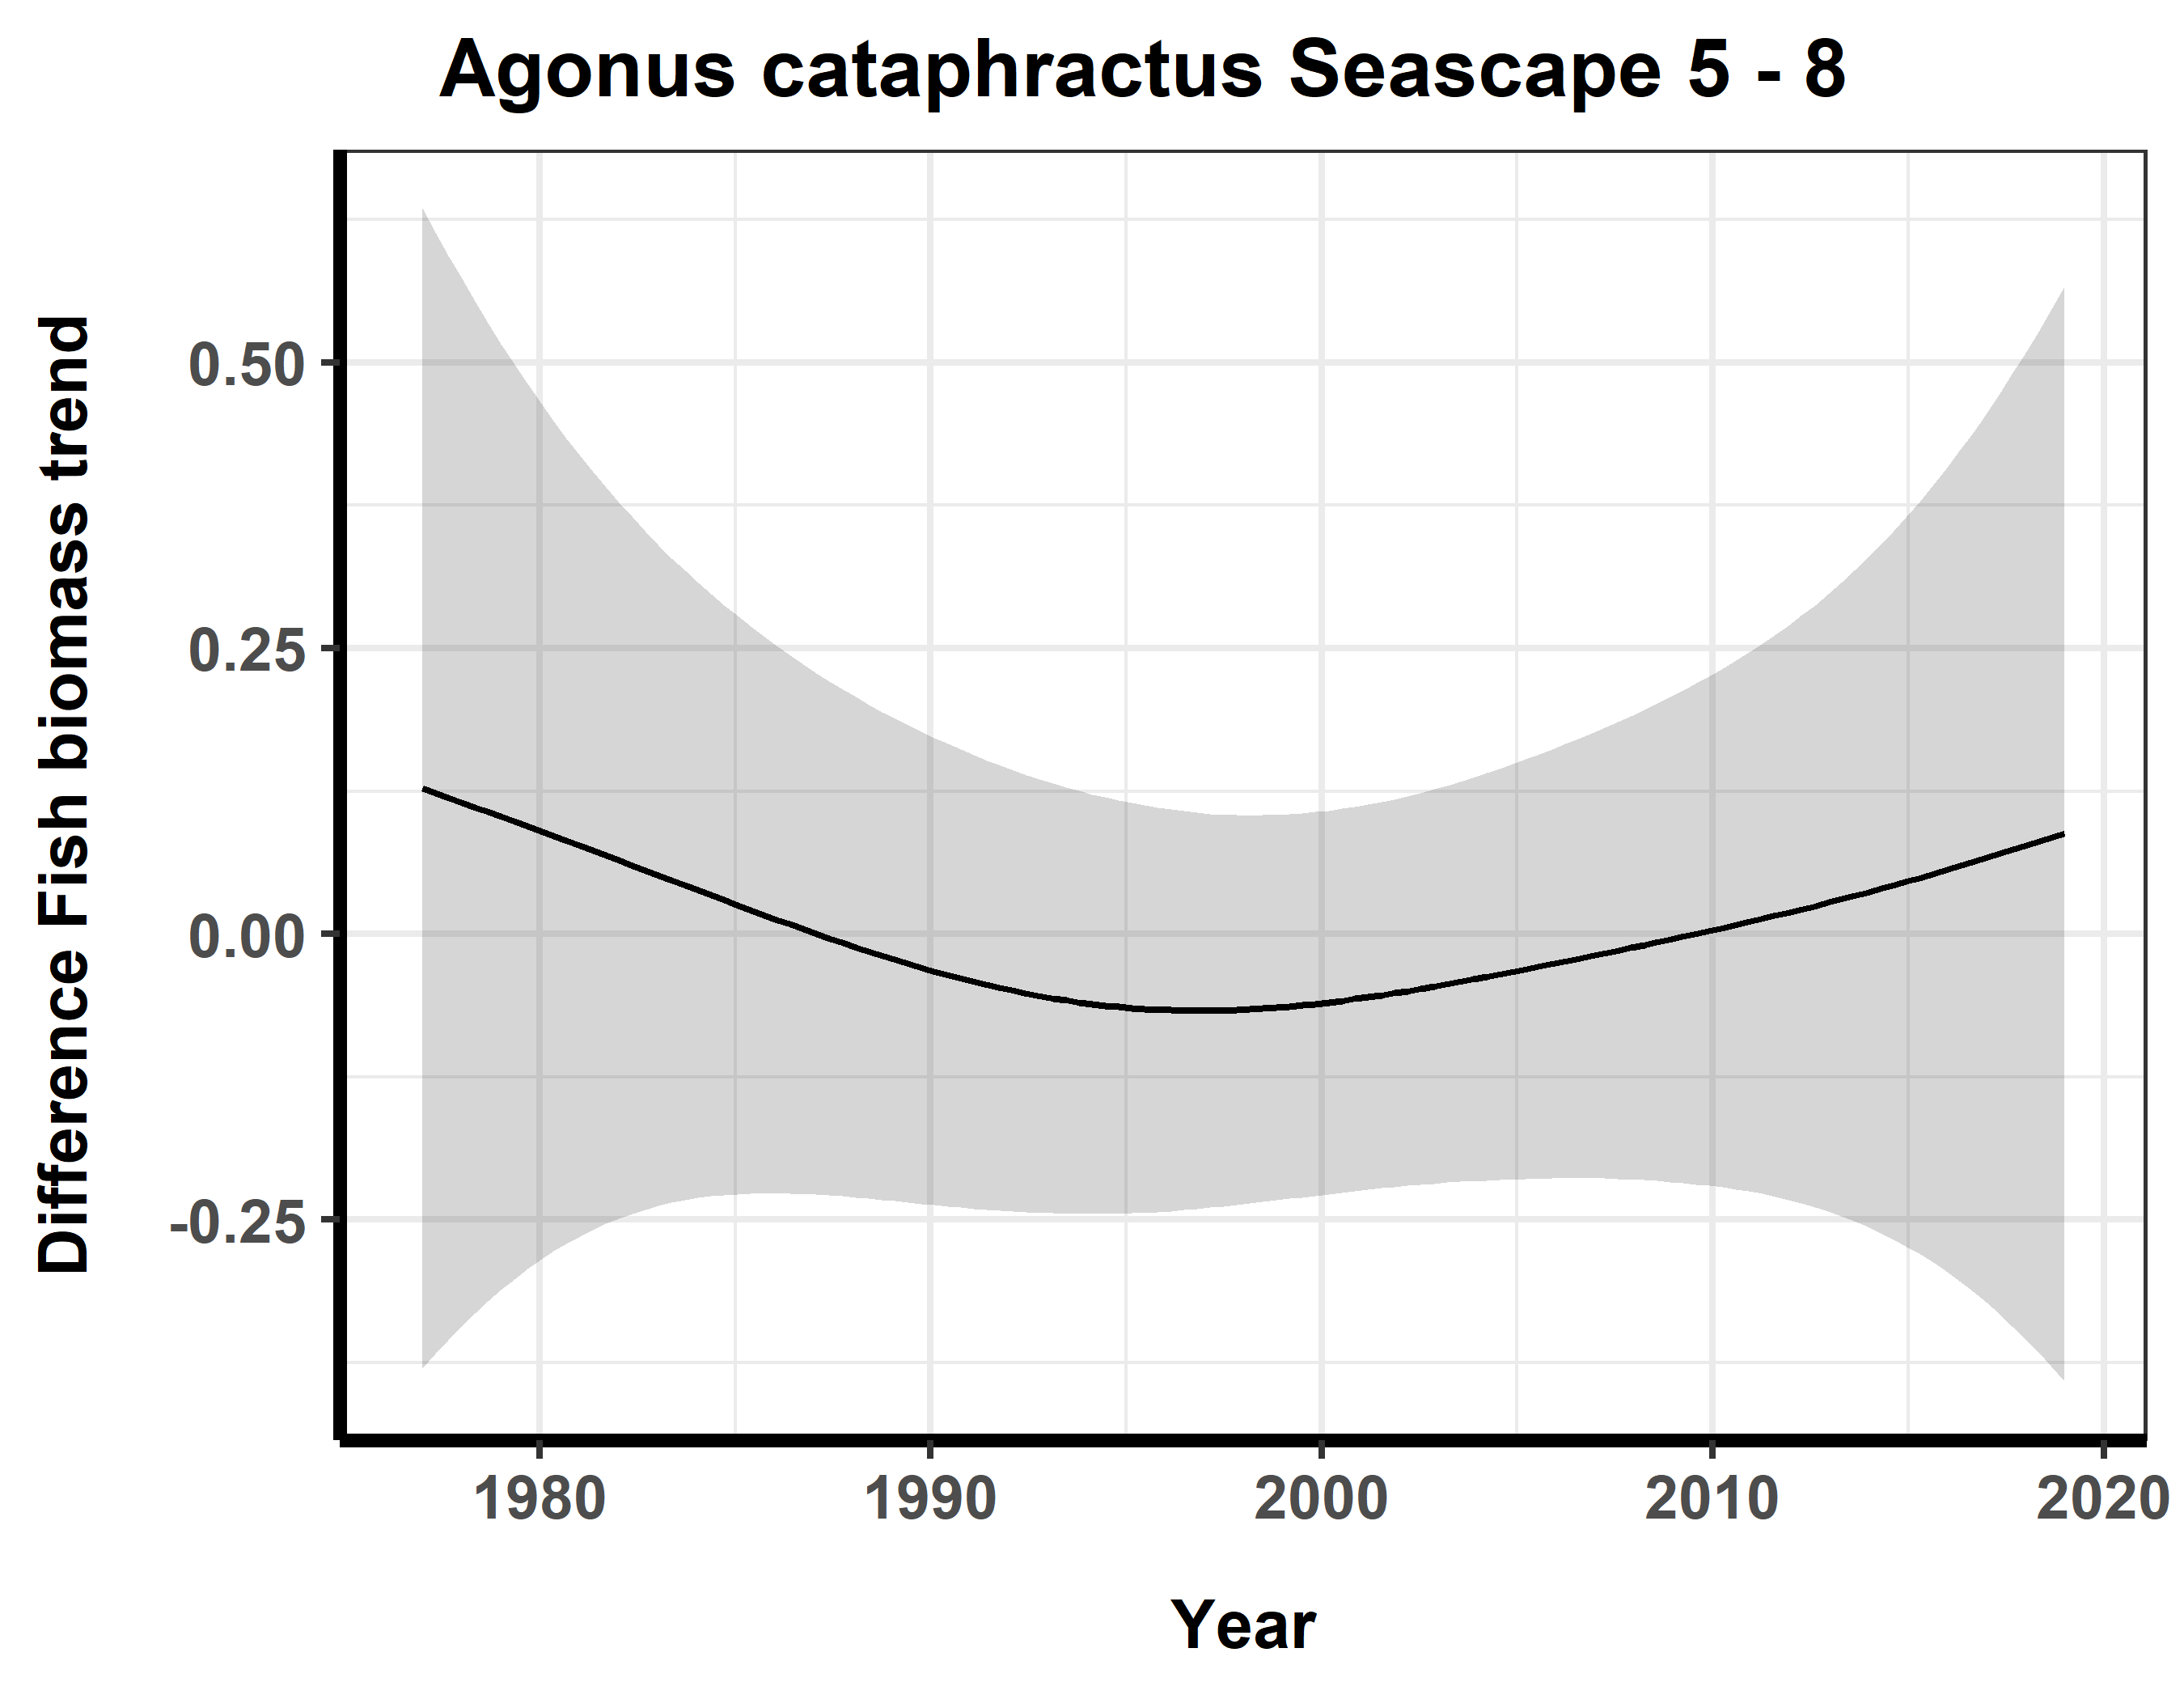 Agonus cataphractus Seascape 5 - 8
Difference Fish biomass trend
0.50
0.25
0.00
-0.25
1980 1990 2000 2010 2020
Year